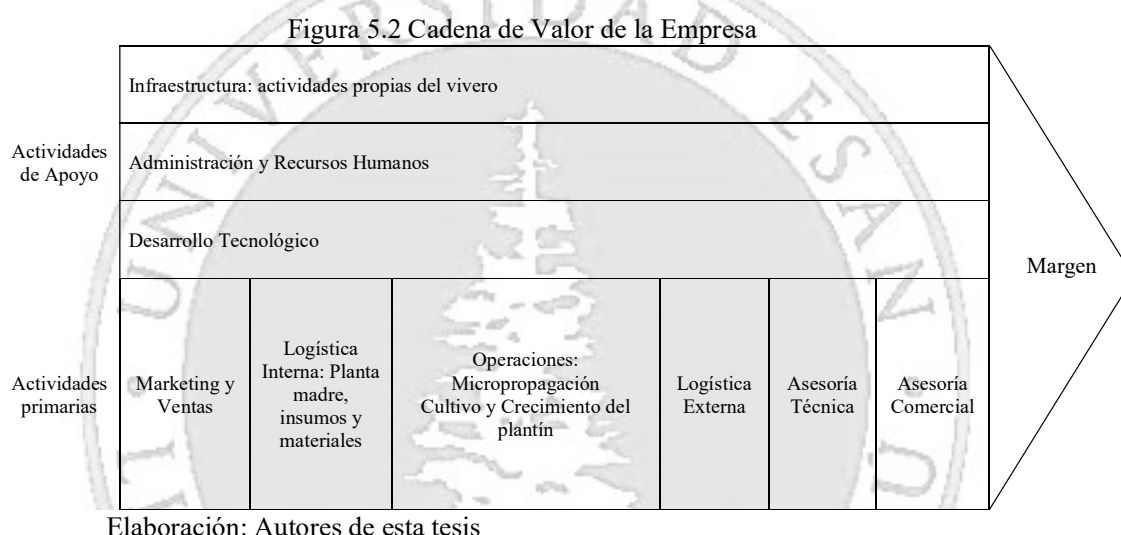 Figura 5.2 Cadena de Valor de la Empresa
Infraestructura: actividades propias del vivero
Actividades
de Apoyo
Administración y Recursos Humanos
Desarrollo Tecnológico
Margen
Actividades
primarias
Marketing y
Ventas
Logística
Interna: Planta
madre,
insumos y
materiales
Operaciones:
Micropropagación
Cultivo y Crecimiento del
plantín
Logística
Externa
Asesoría
Técnica
Asesoría
Comercial
Elaboración: Autores de esta tesis
UNIVERSIDAD ESAN